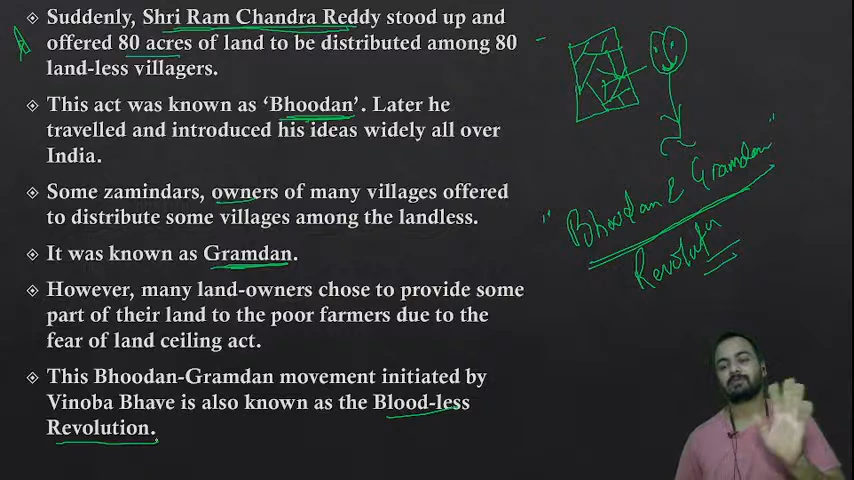 Suddenly, Shri Ram Chandra Reddy stood up and
offered 80 acres of land to be distributed among 80
land-less villagers.
This act was known as ‘Bhoodan’. Later he
travelled and introduced his ideas widely all over
India.
Some zamindars, owners of many villages offered
to distribute some villages among the landless.
It was known as Gramdan.
However, many land-owners chose to provide some
part of their land to the poor farmers due to the
fear of land ceiling act.
This Bhoodan-Gramdan movement initiated by
Vinoba Bhave is also known as the Blood-less
Revolution.
"Bhoodan & Gramdan"